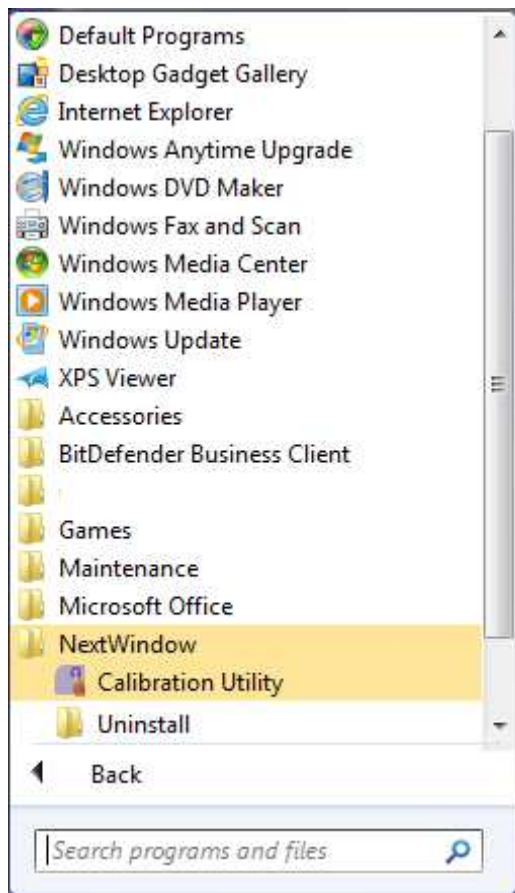 Default Programs
Desktop Gadget Gallery
Internet Explorer
Windows Anytime Upgrade
Windows DVD Maker
Windows Fax and Scan
Windows Media Center
Windows Media Player
Windows Update
XPS Viewer
Accessories
BitDefender Business Client
Games
Maintenance
Microsoft Office
NextWindow
Calibration Utility
Uninstall
Back
Search programs and files